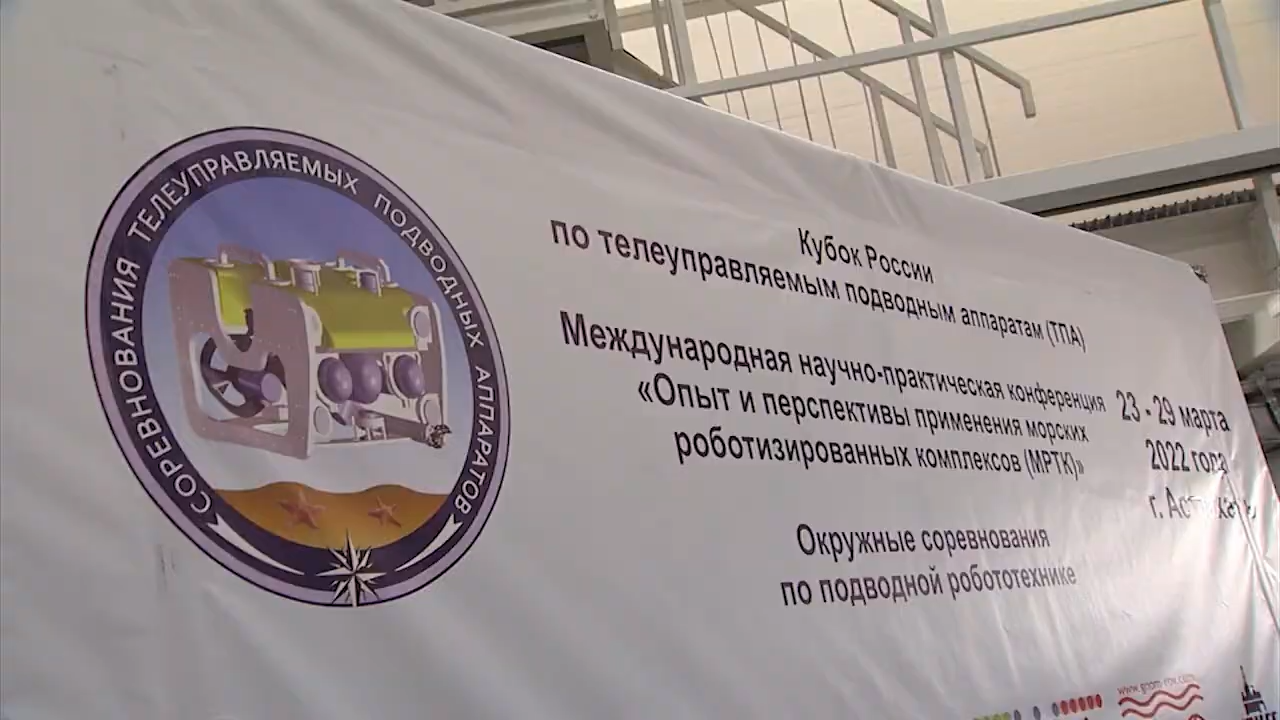 СОРЕВНОВАНИЯ ТЕЛЕУПРАВЛЯЕМЫХ ПОДВОДНЫХ АППАРАТОВ
Кубок России
по телеуправляемым подводным аппаратам (ТПА)
Международная научно-практическая конференция
«Опыт и перспективы применения морских
роботизированных комплексов (МРТК)»
23 - 29 марта
2022 года
г.
Окружные соревнования
по подводной робототехнике